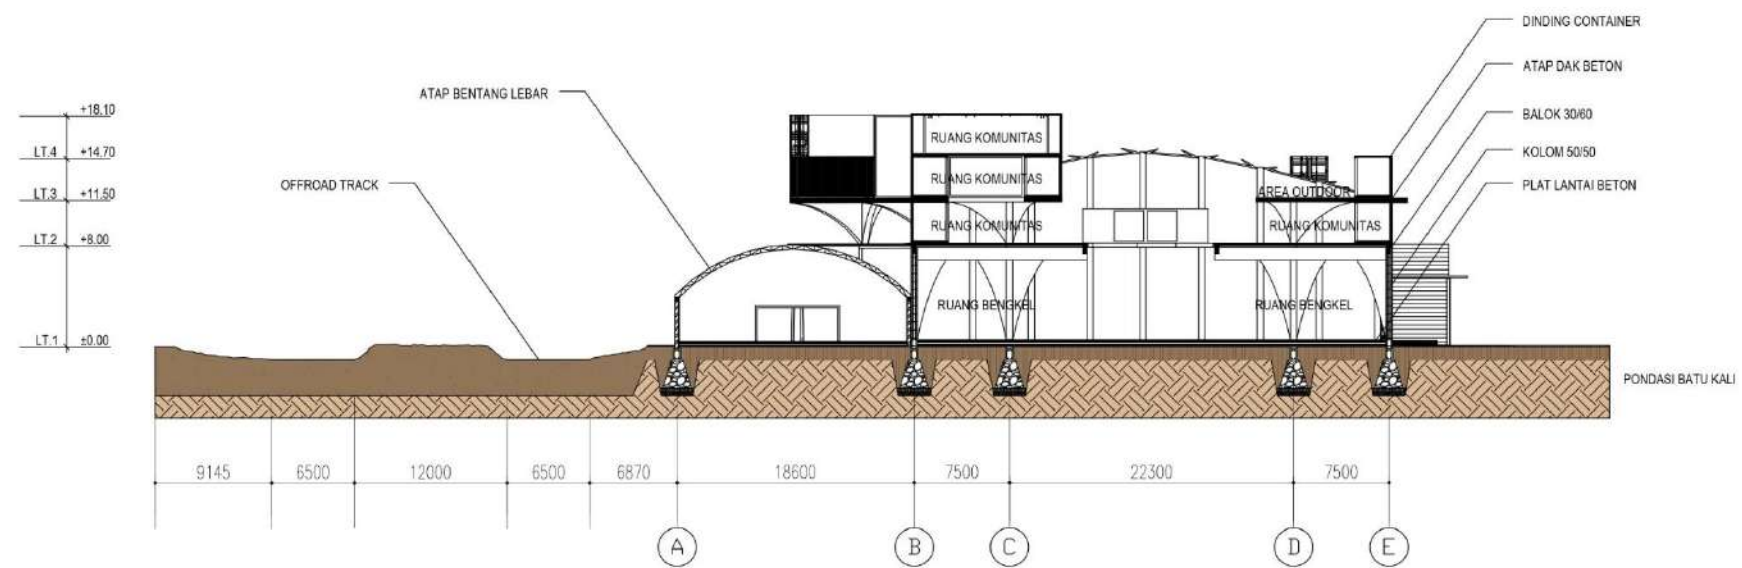 DINDING CONTAINER
ATAP DAK BETON
ATAP BENTANG LEBAR
+18.10
BALOK 30/60
RUANG KOMUNITAS
LT.4 +14.70
KOLOM 50/50
OFFROAD TRACK
RUANG KOMUNITAS
PLAT LANTAI BETON
LT.3 +11.50
AREA OUTDOOR
RUANG KOMUNITAS
RUANG KOMUNITAS
LT.2 +8.00
RUANG BENGKEL
RUANG BENGKEL
LT.1 ±0.00
PONDASI BATU KALI
9145 6500 12000 6500 6870 18600 7500 22300 7500
A B C D E